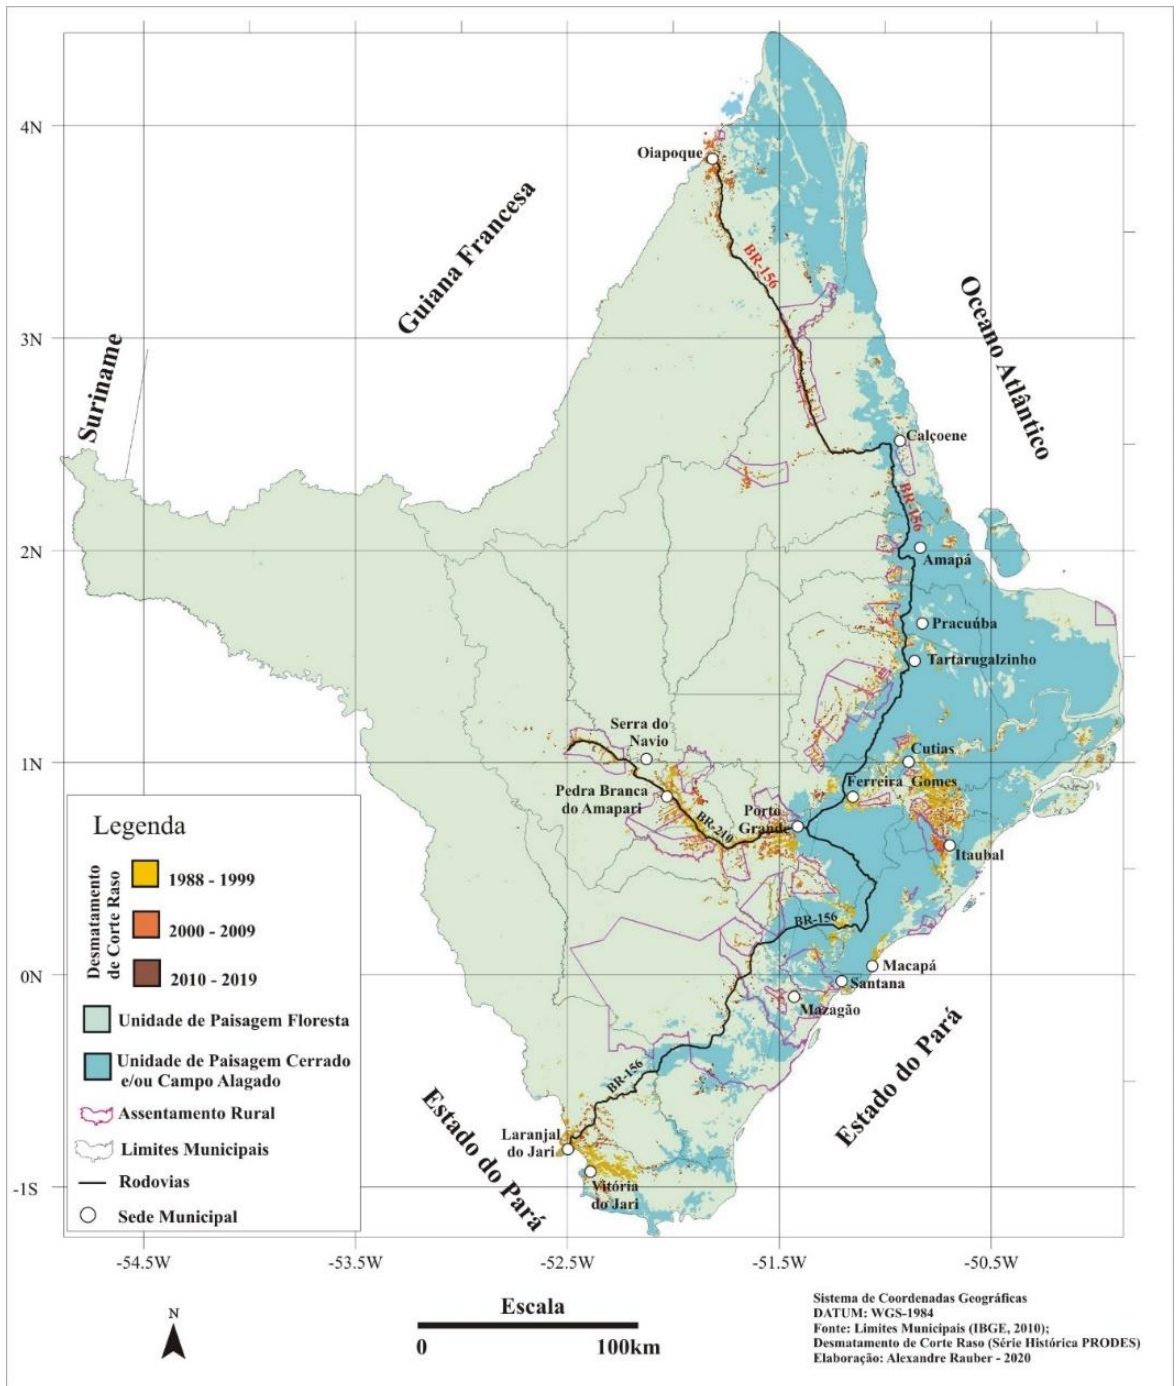 4N
3N
2N
1N
0N
-1S
-54.5W
-53.5W
-52.5W
-51.5W
-50.5W
Suriname
Guiana Francesa
Oceano Atlântico
Estado do Pará
Estado do Pará
Oiapoque
BR-156
Calçoene
BR-156
Amapá
Pracuúba
Tartarugalzinho
Serra do
Navio
Cutias
Ferreira Gomes
Pedra Branca
do Amapari
BR-210
Porto
Grande
Itaubal
BR-156
Macapá
Santana
Mazagão
BR-156
Laranjal
do Jari
Vitória
do Jari
Legenda
Desmatamento
de Corte Raso
1988 - 1999
2000 - 2009
2010 - 2019
Unidade de Paisagem Floresta
Unidade de Paisagem Cerrado
e/ou Campo Alagado
Assentamento Rural
Limites Municipais
Rodovias
Sede Municipal
N
Escala
0 100km
Sistema de Coordenadas Geográficas
DATUM: WGS-1984
Fonte: Limites Municipais (IBGE, 2010);
Desmatamento de Corte Raso (Série Histórica PRODES)
Elaboração: Alexandre Rauber - 2020